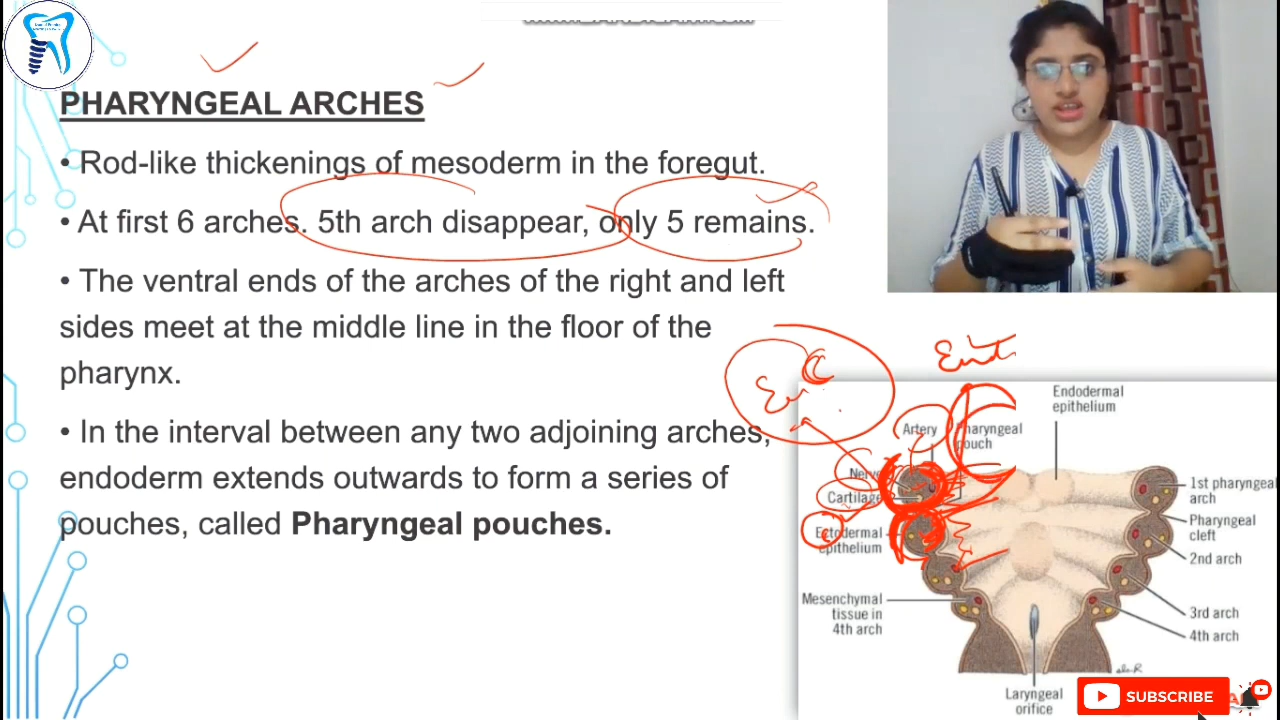 PHARYNGEAL ARCHES
• Rod-like thickenings of mesoderm in the foregut.
• At first 6 arches. 5th arch disappear, only 5 remains.
• The ventral ends of the arches of the right and left
sides meet at the middle line in the floor of the
pharynx.
• In the interval between any two adjoining arches,
endoderm extends outwards to form a series of
pouches, called Pharyngeal pouches.
Endodermal
epithelium
Artery
Pharyngeal
pouch
Nerve
Cartilage
Ectodermal
epithelium
Mesenchymal
tissue in
4th arch
1st pharyngeal
arch
Pharyngeal
cleft
2nd arch
3rd arch
4th arch
Laryngeal
orifice
SUBSCRIBE